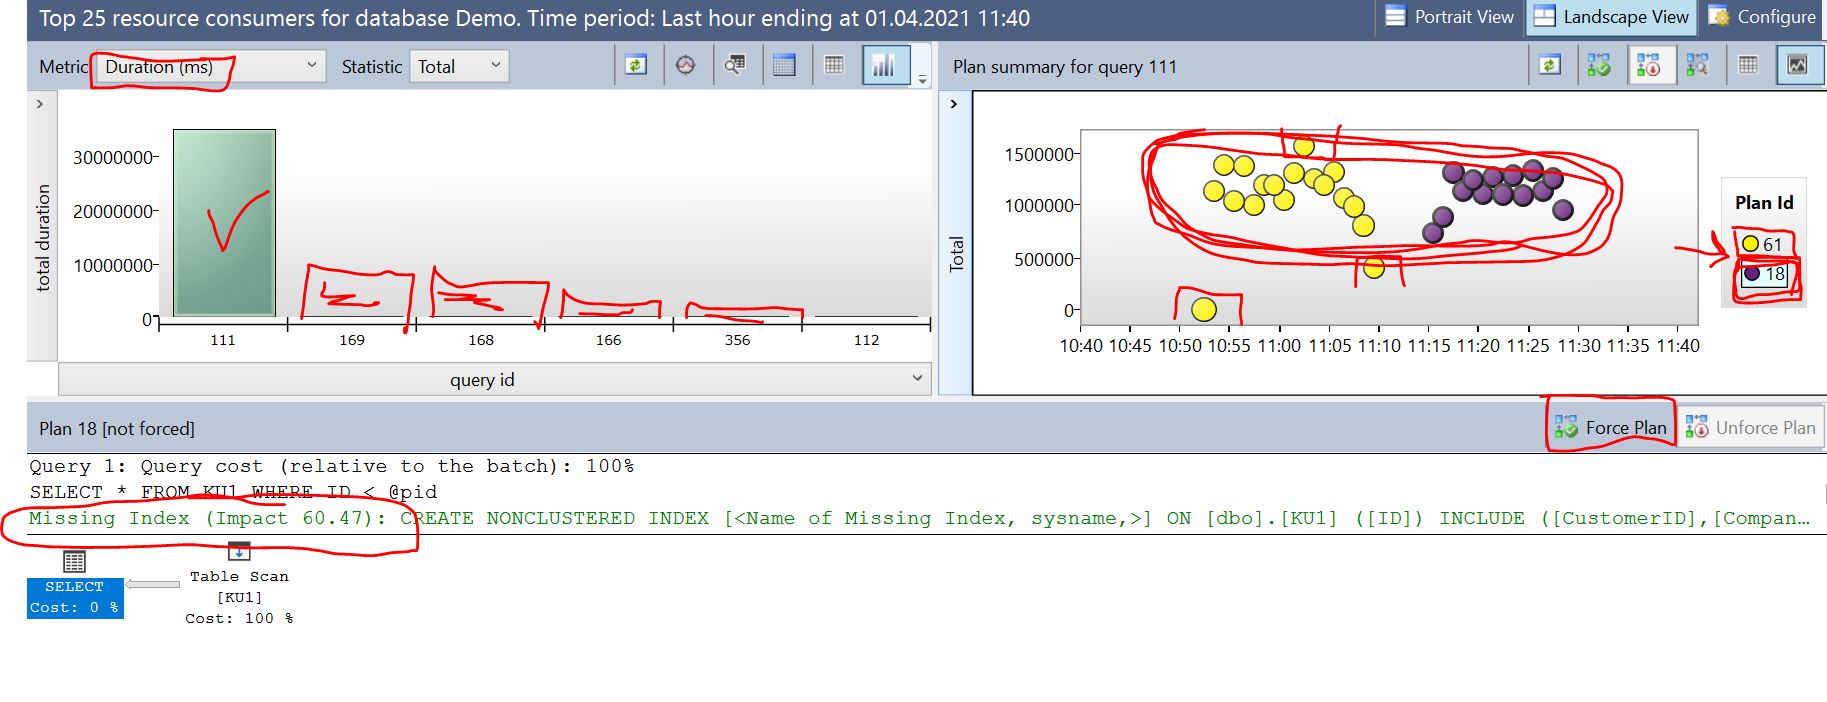 Top 25 resource consumers for database Demo. Time period: Last hour ending at 01.04.2021 11:40
Portrait View
Landscape View
Configure
Metric
Duration (ms)
Statistic
Total
Plan summary for query 111
total duration
30000000
20000000
10000000
0
111
169
168
166
356
112
query id
Total
1500000
1000000
500000
0
10:40 10:45 10:50 10:55 11:00 11:05 11:10 11:15 11:20 11:25 11:30 11:35 11:40
Plan Id
61
18
Plan 18 [not forced]
Force Plan
Unforce Plan
Query 1: Query cost (relative to the batch): 100%
SELECT * FROM KU1 WHERE ID < @pid
Missing Index (Impact 60.47): CREATE NONCLUSTERED INDEX [<Name of Missing Index, sysname,>] ON [dbo].[KU1] ([ID]) INCLUDE ([CustomerID],[Compan…
SELECT
Cost: 0 %
Table Scan
[KU1]
Cost: 100 %